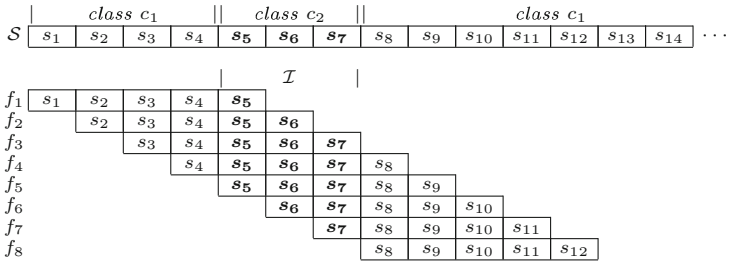 | class c₁ || class c₂ || class c₁
𝒮 s₁ s₂ s₃ s₄ s₅ s₆ s₇ s₈ s₉ s₁₀ s₁₁ s₁₂ s₁₃ s₁₄ ···
| ℐ |
f₁ s₁ s₂ s₃ s₄ s₅
f₂ s₂ s₃ s₄ s₅ s₆
f₃ s₃ s₄ s₅ s₆ s₇
f₄ s₄ s₅ s₆ s₇ s₈
f₅ s₅ s₆ s₇ s₈ s₉
f₆ s₆ s₇ s₈ s₉ s₁₀
f₇ s₇ s₈ s₉ s₁₀ s₁₁
f₈ s₈ s₉ s₁₀ s₁₁ s₁₂